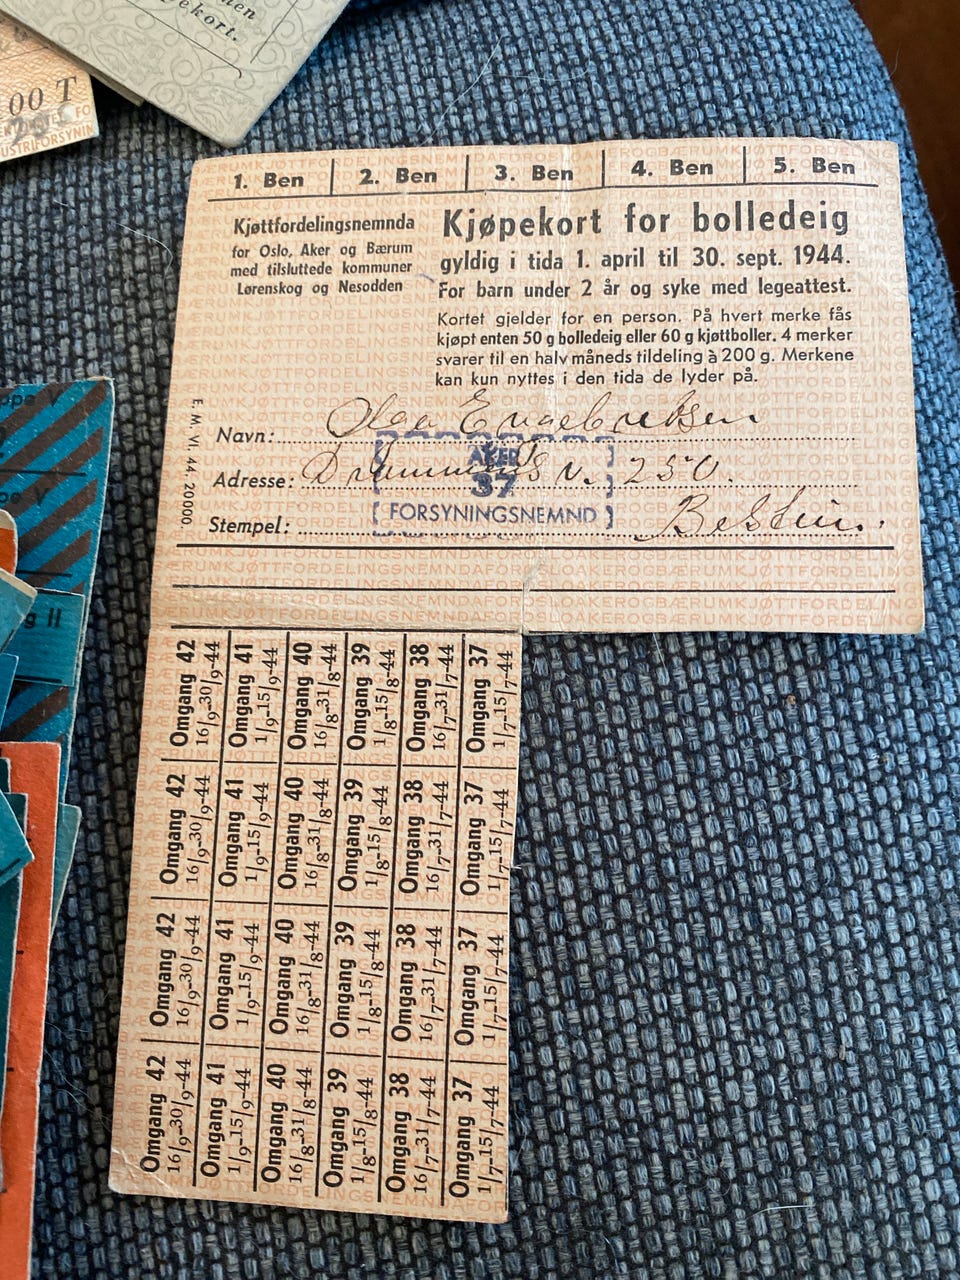 den
ekort.
00 T
USTRIFORSYNIN
ppe V
ppe V
g II
1. Ben 2. Ben 3. Ben 4. Ben 5. Ben
Kjøttfordelingsnemnda
for Oslo, Aker og Bærum
med tilsluttede kommuner
Lørenskog og Nesodden
Kjøpekort for bolledeig
gyldig i tida 1. april til 30. sept. 1944.
For barn under 2 år og syke med legeattest.
Kortet gjelder for en person. På hvert merke fås
kjøpt enten 50 g bolledeig eller 60 g kjøttboller. 4 merker
svarer til en halv måneds tildeling à 200 g. Merkene
kan kun nyttes i den tida de lyder på.
E. M. VI. 44. 20000.
Navn: Engebretsen
Adresse: Drammens v. 250.
Stempel: Bestun.
AKER
37
FORSYNINGSNEMND
Omgang 42 Omgang 41 Omgang 40 Omgang 39 Omgang 38 Omgang 37
16/9-30/9-44 1/9-15/9-44 16/8-31/8-44 1/8-15/8-44 16/7-31/7-44 1/7-15/7-44
Omgang 42 Omgang 41 Omgang 40 Omgang 39 Omgang 38 Omgang 37
16/9-30/9-44 1/9-15/9-44 16/8-31/8-44 1/8-15/8-44 16/7-31/7-44 1/7-15/7-44
Omgang 42 Omgang 41 Omgang 40 Omgang 39 Omgang 38 Omgang 37
16/9-30/9-44 1/9-15/9-44 16/8-31/8-44 1/8-15/8-44 16/7-31/7-44 1/7-15/7-44
Omgang 42 Omgang 41 Omgang 40 Omgang 39 Omgang 38 Omgang 37
16/9-30/9-44 1/9-15/9-44 16/8-31/8-44 1/8-15/8-44 16/7-31/7-44 1/7-15/7-44